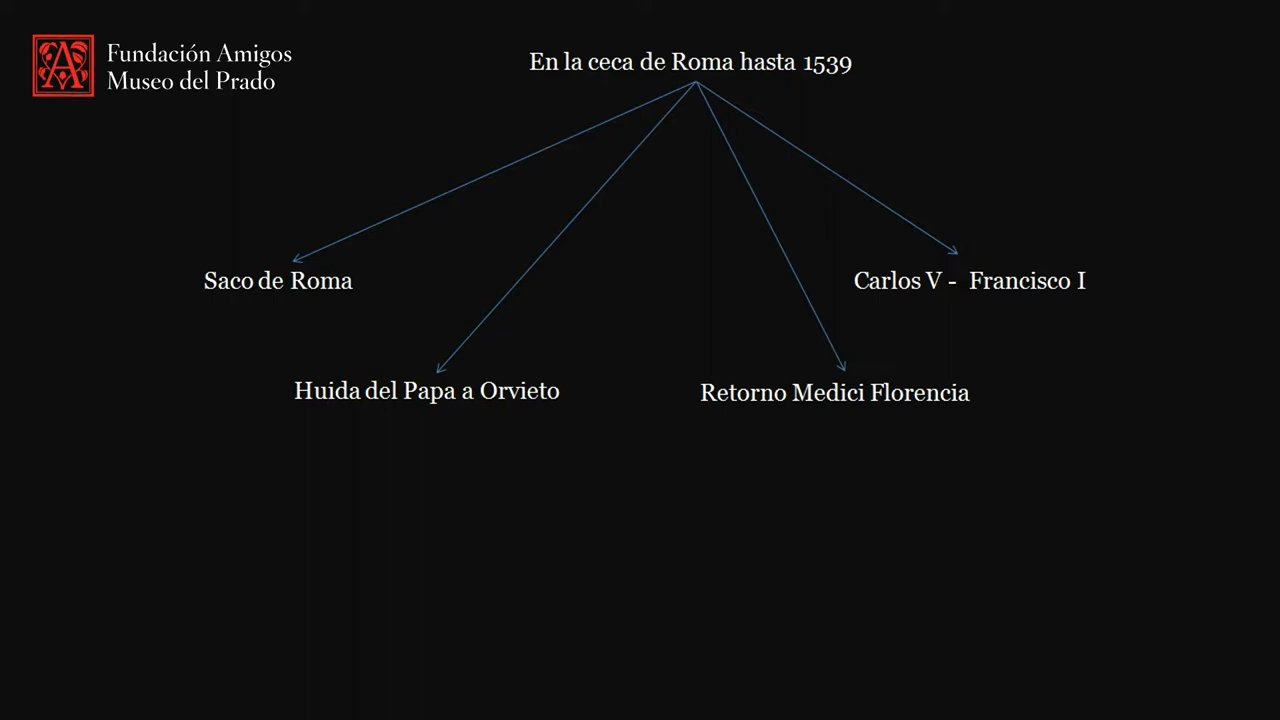 Fundación Amigos
Museo del Prado
En la ceca de Roma hasta 1539
Saco de Roma
Carlos V - Francisco I
Huida del Papa a Orvieto
Retorno Medici Florencia